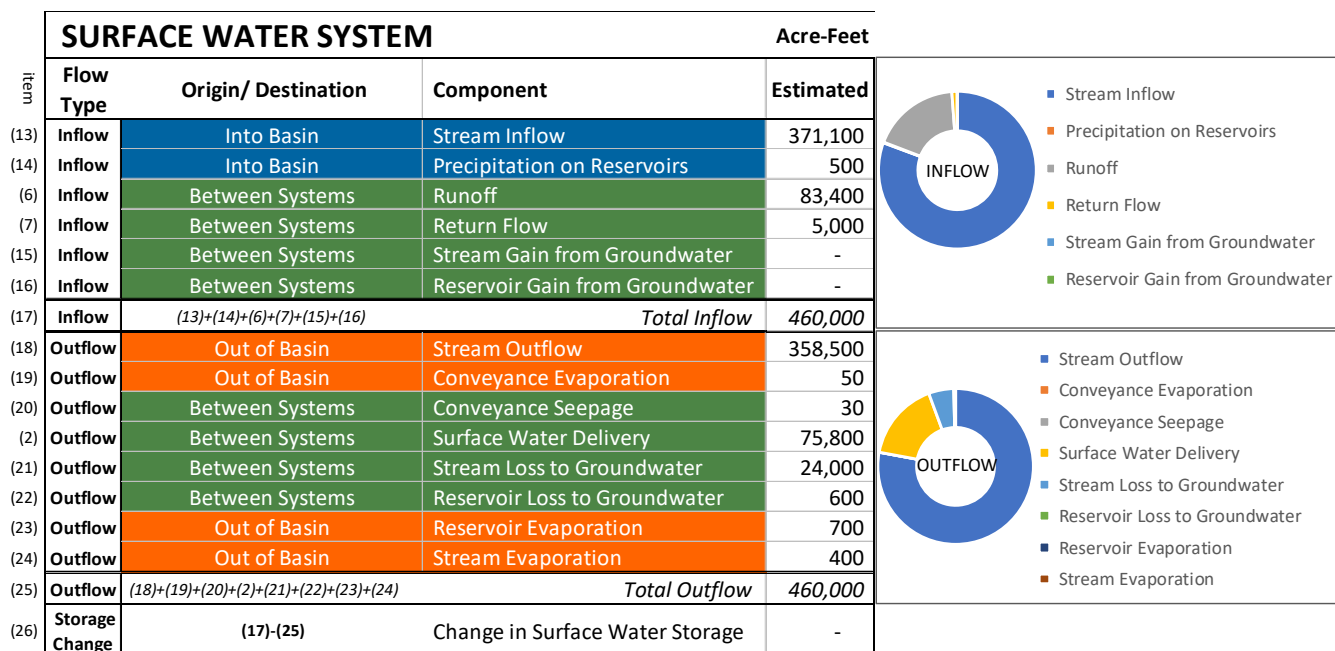 SURFACE WATER SYSTEM Acre-Feet
item Flow Type Origin/ Destination Component Estimated
(13) Inflow Into Basin Stream Inflow 371,100
(14) Inflow Into Basin Precipitation on Reservoirs 500
(6) Inflow Between Systems Runoff 83,400
(7) Inflow Between Systems Return Flow 5,000
(15) Inflow Between Systems Stream Gain from Groundwater -
(16) Inflow Between Systems Reservoir Gain from Groundwater -
(17) Inflow (13)+(14)+(6)+(7)+(15)+(16) Total Inflow 460,000
(18) Outflow Out of Basin Stream Outflow 358,500
(19) Outflow Out of Basin Conveyance Evaporation 50
(20) Outflow Between Systems Conveyance Seepage 30
(2) Outflow Between Systems Surface Water Delivery 75,800
(21) Outflow Between Systems Stream Loss to Groundwater 24,000
(22) Outflow Between Systems Reservoir Loss to Groundwater 600
(23) Outflow Out of Basin Reservoir Evaporation 700
(24) Outflow Out of Basin Stream Evaporation 400
(25) Outflow (18)+(19)+(20)+(2)+(21)+(22)+(23)+(24) Total Outflow 460,000
(26) Storage Change (17)-(25) Change in Surface Water Storage -
INFLOW
Stream Inflow
Precipitation on Reservoirs
Runoff
Return Flow
Stream Gain from Groundwater
Reservoir Gain from Groundwater
OUTFLOW
Stream Outflow
Conveyance Evaporation
Conveyance Seepage
Surface Water Delivery
Stream Loss to Groundwater
Reservoir Loss to Groundwater
Reservoir Evaporation
Stream Evaporation